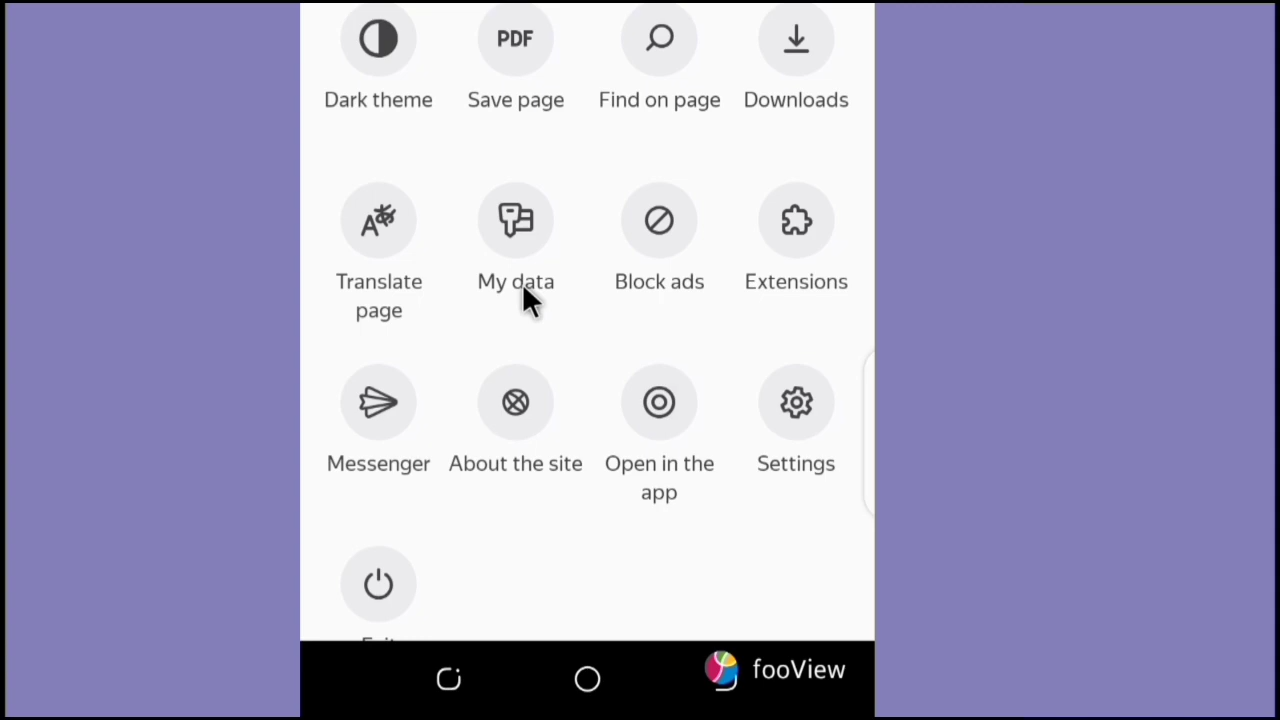 Dark theme
PDF
Save page
Find on page
Downloads
Translate
page
My data
Block ads
Extensions
Messenger
About the site
Open in the
app
Settings
fooView